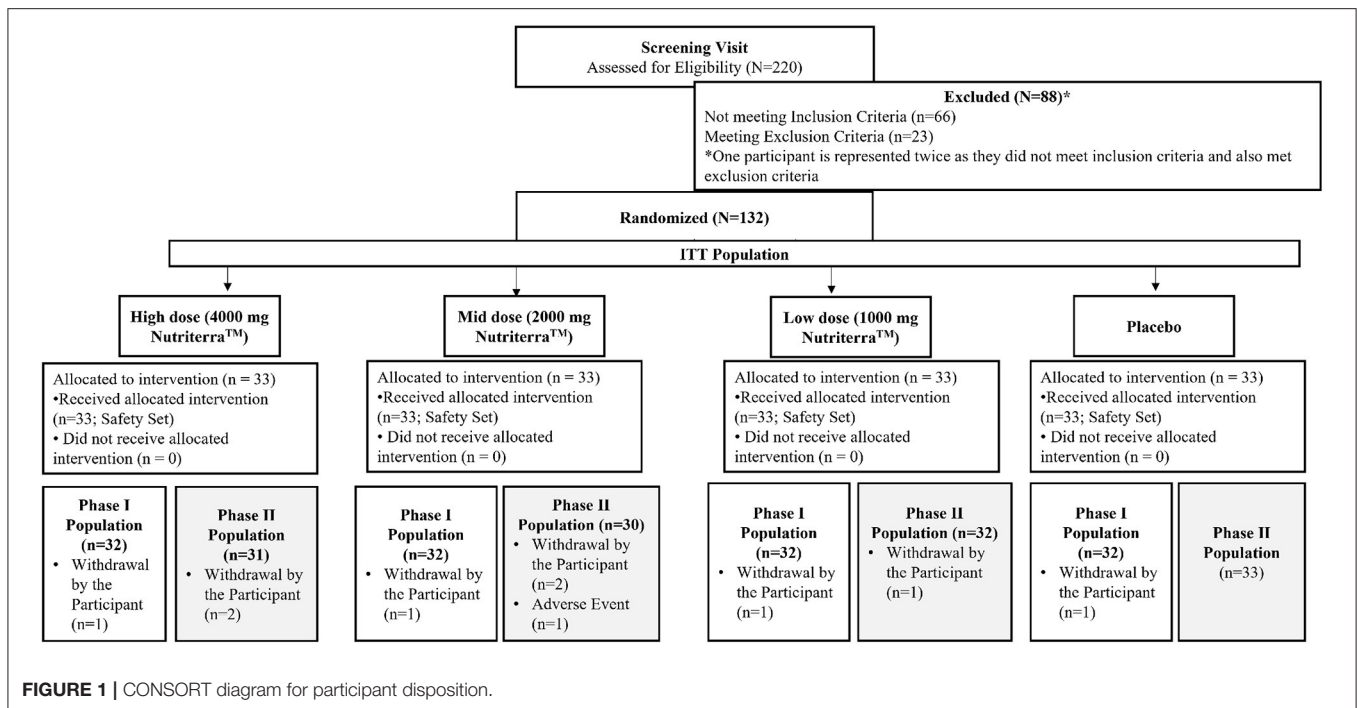 Screening Visit
Assessed for Eligibility (N=220)
Excluded (N=88)*
Not meeting Inclusion Criteria (n=66)
Meeting Exclusion Criteria (n=23)
*One participant is represented twice as they did not meet inclusion criteria and also met
exclusion criteria
Randomized (N=132)
ITT Population
High dose (4000 mg
Nutriterra™)
Allocated to intervention (n = 33)
•Received allocated intervention
(n=33; Safety Set)
• Did not receive allocated
intervention (n = 0)
Phase I
Population
(n=32)
• Withdrawal
by the
Participant
(n=1)
Phase II
Population
(n=31)
• Withdrawal by
the Participant
(n=2)
Mid dose (2000 mg
Nutriterra™)
Allocated to intervention (n = 33)
•Received allocated intervention
(n=33; Safety Set)
• Did not receive allocated
intervention (n = 0)
Phase I
Population
(n=32)
• Withdrawal by
the Participant
(n=1)
Phase II
Population (n=30)
• Withdrawal by
the Participant
(n=2)
• Adverse Event
(n=1)
Low dose (1000 mg
Nutriterra™)
Allocated to intervention (n = 33)
•Received allocated intervention
(n=33; Safety Set)
• Did not receive allocated
intervention (n = 0)
Phase I
Population
(n=32)
• Withdrawal by
the Participant
(n=1)
Phase II
Population (n=32)
• Withdrawal by the
Participant (n=1)
Placebo
Allocated to intervention (n = 33)
•Received allocated intervention
(n=33; Safety Set)
• Did not receive allocated
intervention (n = 0)
Phase I
Population
(n=32)
• Withdrawal by
the Participant
(n=1)
Phase II
Population
(n=33)
FIGURE 1 | CONSORT diagram for participant disposition.